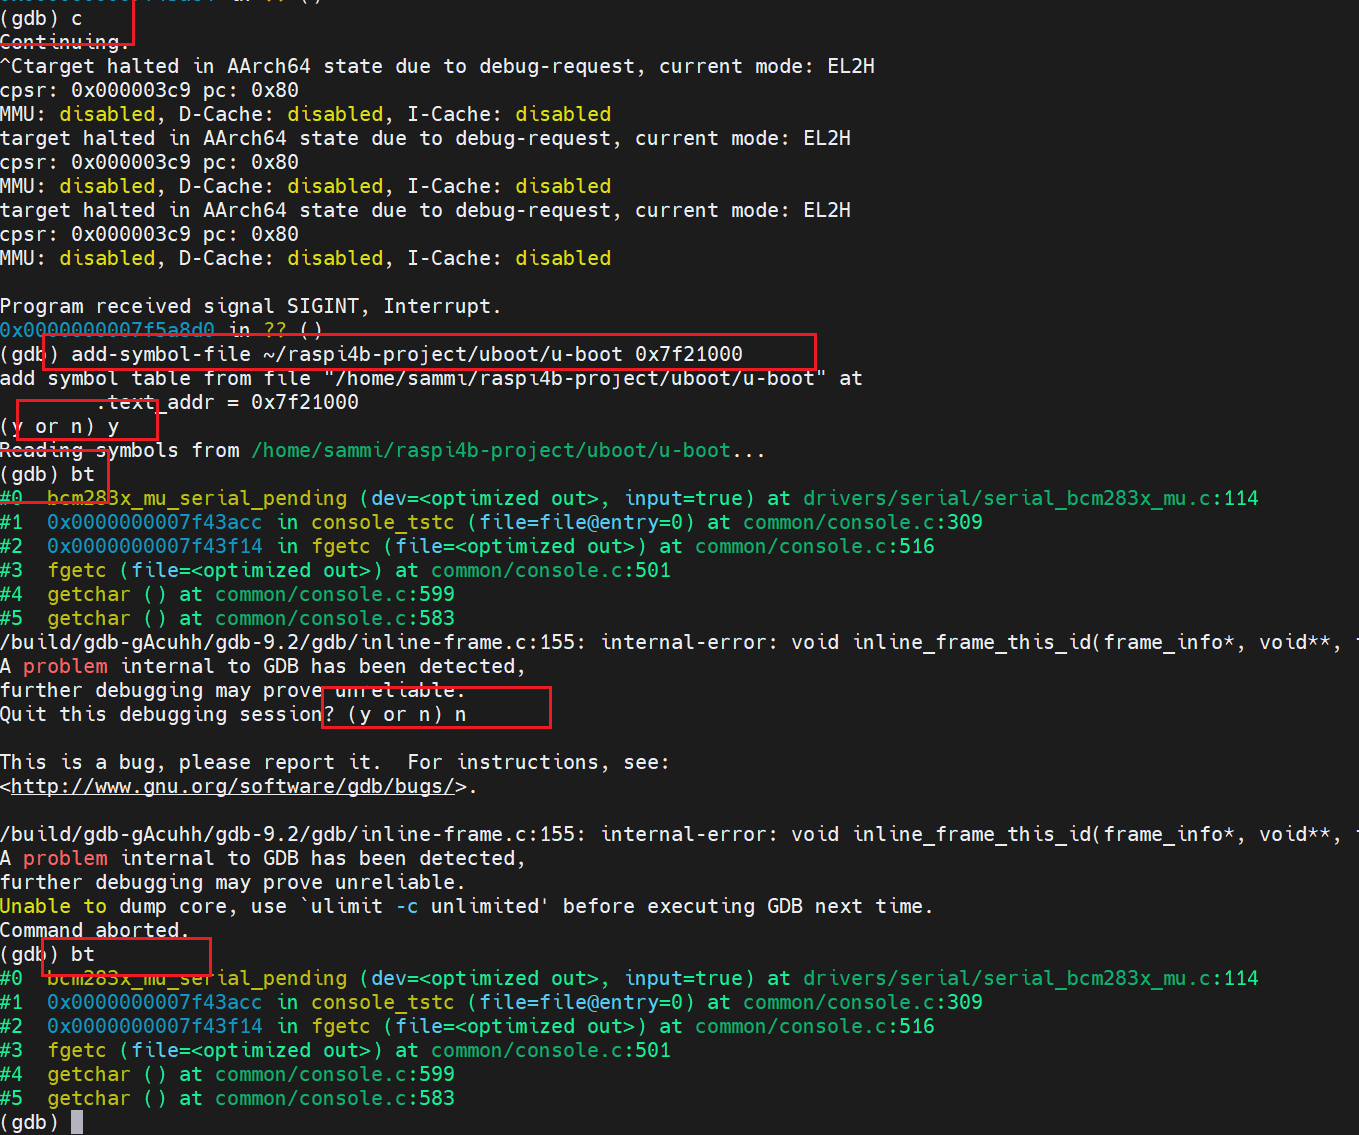 (gdb) c
Continuing.
^Ctarget halted in AArch64 state due to debug-request, current mode: EL2H
cpsr: 0x000003c9 pc: 0x80
MMU: disabled, D-Cache: disabled, I-Cache: disabled
target halted in AArch64 state due to debug-request, current mode: EL2H
cpsr: 0x000003c9 pc: 0x80
MMU: disabled, D-Cache: disabled, I-Cache: disabled
target halted in AArch64 state due to debug-request, current mode: EL2H
cpsr: 0x000003c9 pc: 0x80
MMU: disabled, D-Cache: disabled, I-Cache: disabled
Program received signal SIGINT, Interrupt.
0x0000000007f5a8d0 in ?? ()
(gdb) add-symbol-file ~/raspi4b-project/uboot/u-boot 0x7f21000
add symbol table from file "/home/sammi/raspi4b-project/uboot/u-boot" at
.text_addr = 0x7f21000
(y or n) y
Reading symbols from /home/sammi/raspi4b-project/uboot/u-boot...
(gdb) bt
#0  bcm283x_mu_serial_pending (dev=<optimized out>, input=true) at drivers/serial/serial_bcm283x_mu.c:114
#1  0x0000000007f43acc in console_tstc (file=file@entry=0) at common/console.c:309
#2  0x0000000007f43f14 in fgetc (file=<optimized out>) at common/console.c:516
#3  fgetc (file=<optimized out>) at common/console.c:501
#4  getchar () at common/console.c:599
#5  getchar () at common/console.c:583
/build/gdb-gAcuhh/gdb-9.2/gdb/inline-frame.c:155: internal-error: void inline_frame_this_id(frame_info*, void**,
A problem internal to GDB has been detected,
further debugging may prove unreliable.
Quit this debugging session? (y or n) n
This is a bug, please report it.  For instructions, see:
<http://www.gnu.org/software/gdb/bugs/>.
/build/gdb-gAcuhh/gdb-9.2/gdb/inline-frame.c:155: internal-error: void inline_frame_this_id(frame_info*, void**,
A problem internal to GDB has been detected,
further debugging may prove unreliable.
Unable to dump core, use `ulimit -c unlimited' before executing GDB next time.
Command aborted.
(gdb) bt
#0  bcm283x_mu_serial_pending (dev=<optimized out>, input=true) at drivers/serial/serial_bcm283x_mu.c:114
#1  0x0000000007f43acc in console_tstc (file=file@entry=0) at common/console.c:309
#2  0x0000000007f43f14 in fgetc (file=<optimized out>) at common/console.c:516
#3  fgetc (file=<optimized out>) at common/console.c:501
#4  getchar () at common/console.c:599
#5  getchar () at common/console.c:583
(gdb)